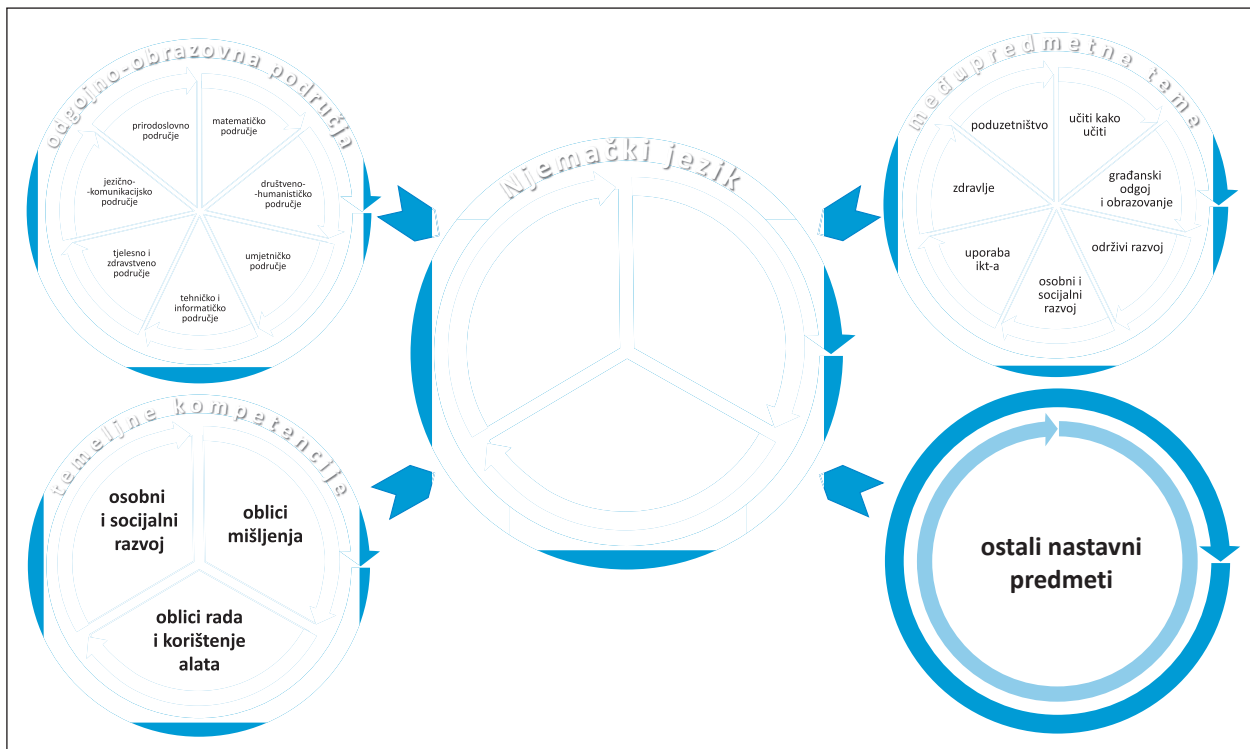 odgojno-obrazovna područja
prirodoslovno
područje
matematičko
područje
jezično-
-komunikacijsko
područje
društveno-
-humanističko
područje
tjelesno i
zdravstveno
područje
umjetničko
područje
tehničko i
informatičko
područje
Njemački jezik
međupredmetne teme
poduzetništvo
učiti kako
učiti
zdravlje
građanski
odgoj
i obrazovanje
uporaba
ikt-a
održivi razvoj
osobni i
socijalni
razvoj
temeljne kompetencije
osobni
i socijalni
razvoj
oblici
mišljenja
oblici rada
i korištenje
alata
ostali nastavni
predmeti